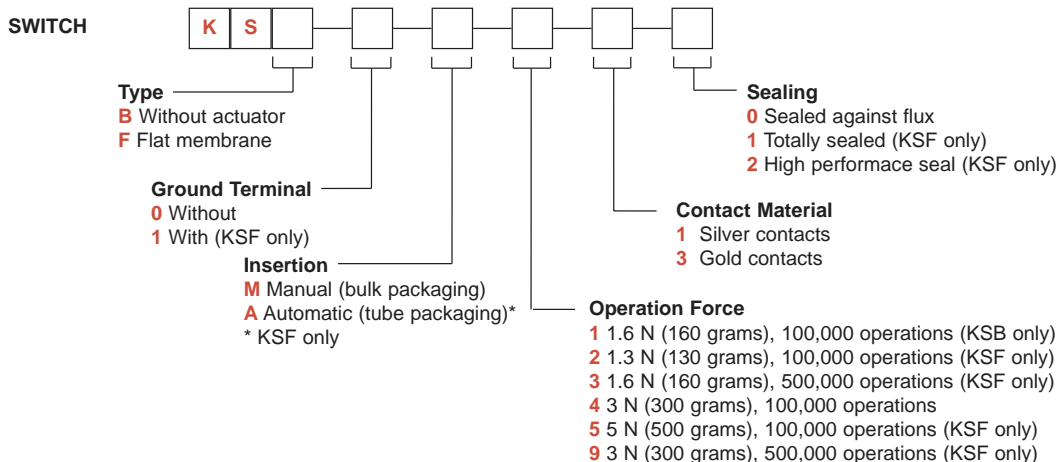 SWITCH
K S
Type
B Without actuator
F Flat membrane
Ground Terminal
0 Without
1 With (KSF only)
Insertion
M Manual (bulk packaging)
A Automatic (tube packaging)*
* KSF only
Operation Force
1 1.6 N (160 grams), 100,000 operations (KSB only)
2 1.3 N (130 grams), 100,000 operations (KSF only)
3 1.6 N (160 grams), 500,000 operations (KSF only)
4 3 N (300 grams), 100,000 operations
5 5 N (500 grams), 100,000 operations (KSF only)
9 3 N (300 grams), 500,000 operations (KSF only)
Contact Material
1 Silver contacts
3 Gold contacts
Sealing
0 Sealed against flux
1 Totally sealed (KSF only)
2 High performace seal (KSF only)